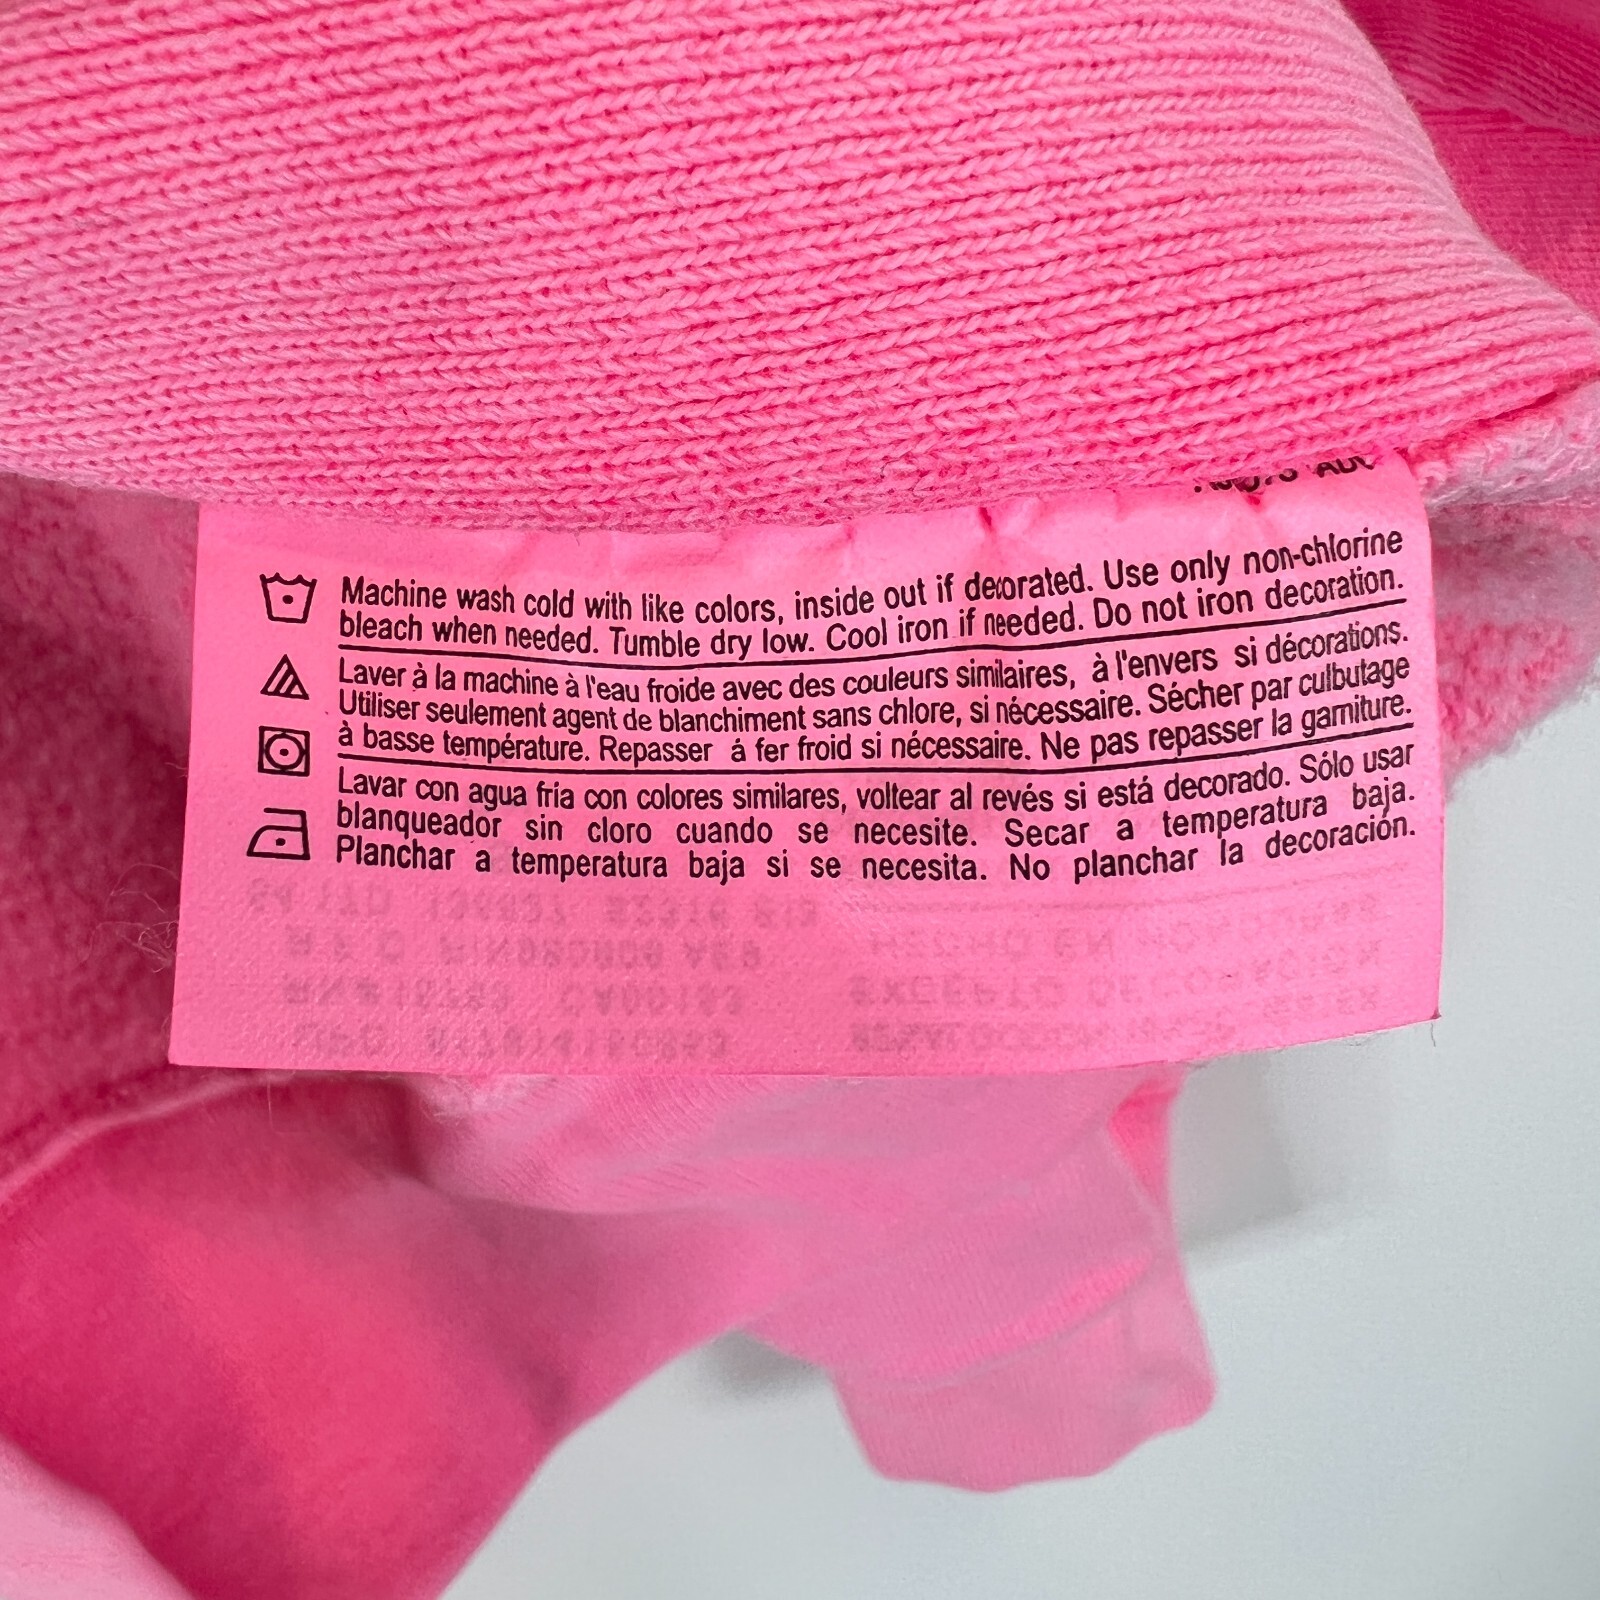 Machine wash cold with like colors, inside out if decorated. Use only non-chlorine
bleach when needed. Tumble dry low. Cool iron if needed. Do not iron decoration.
Laver à la machine à l'eau froide avec des couleurs similaires, à l'envers si décorations.
Utiliser seulement agent de blanchiment sans chlore, si nécessaire. Sécher par culbutage
à basse température. Repasser á fer froid si nécessaire. Ne pas repasser la garniture.
Lavar con agua fría con colores similares, voltear al revés si está decorado. Sólo usar
blanqueador sin cloro cuando se necesite. Secar a temperatura baja.
Planchar a temperatura baja si se necesita. No planchar la decoración.